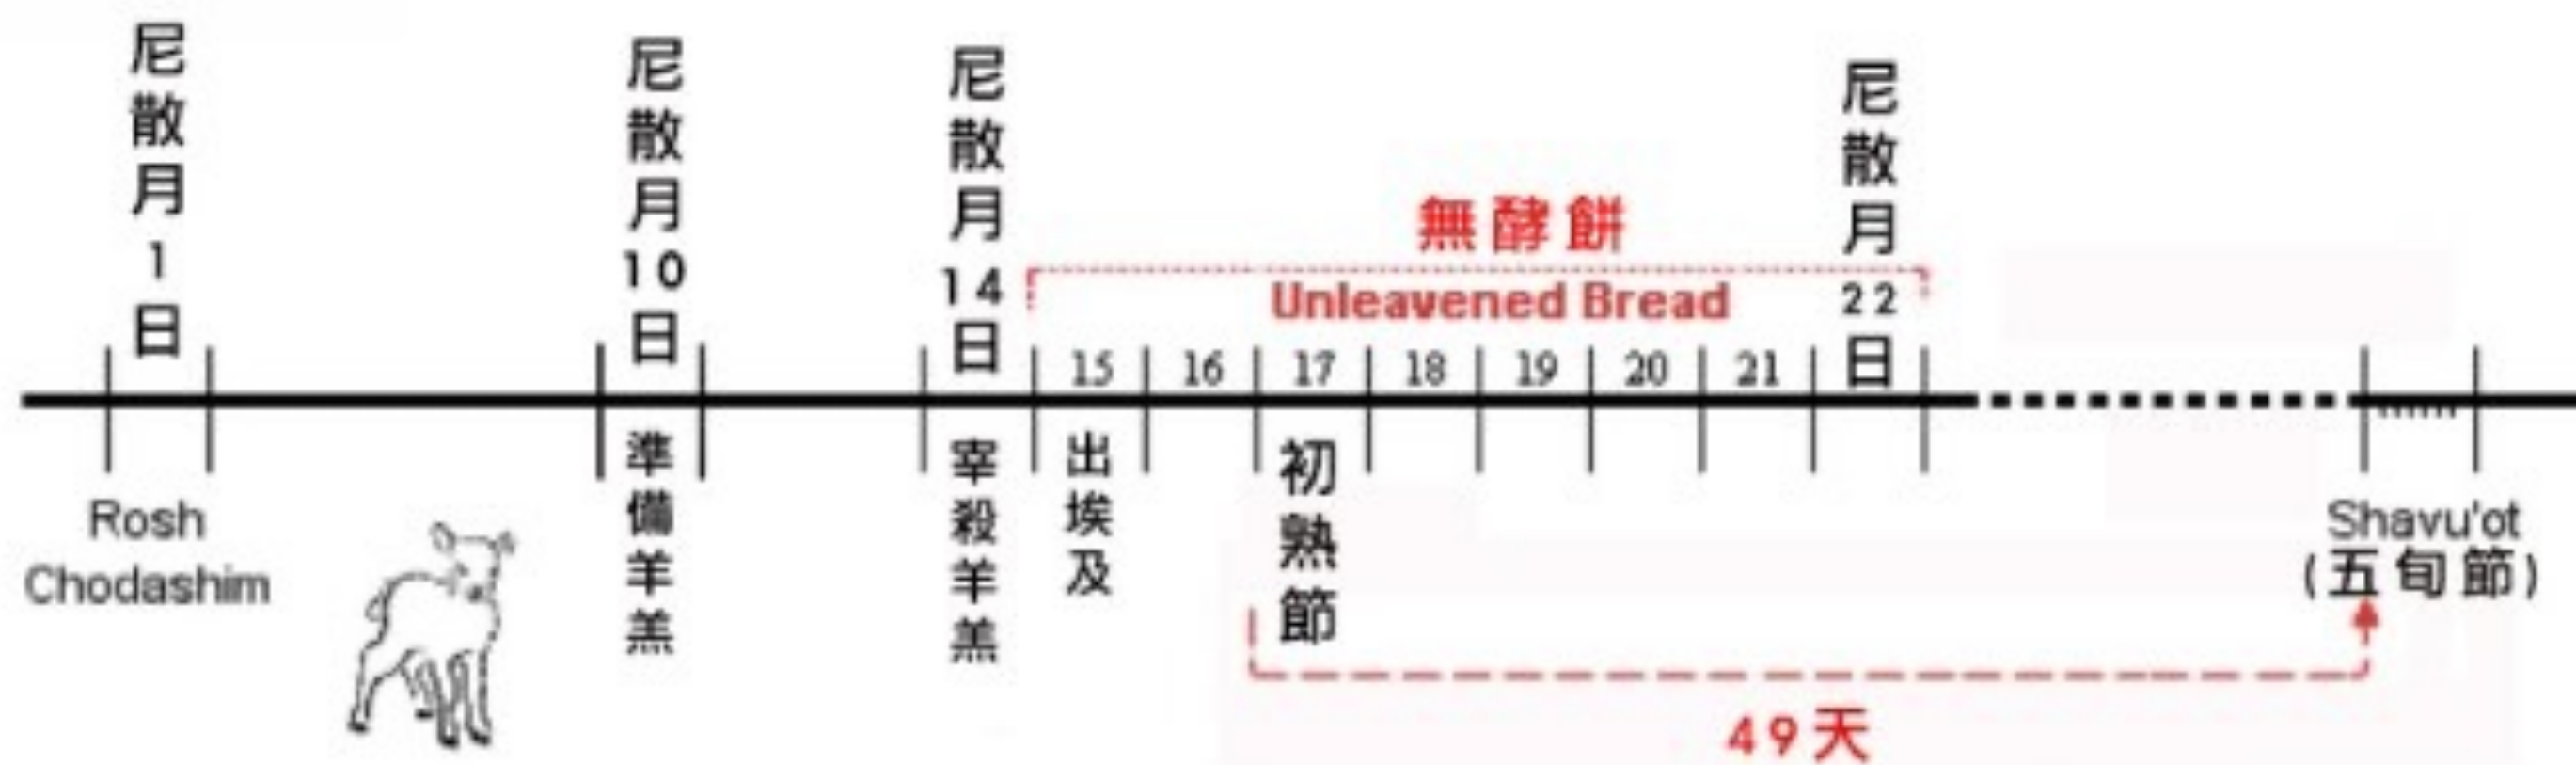 尼散月1日
尼散月10日
尼散月14日
尼散月22日
無酵餅
Unleavened Bread
15 16 17 18 19 20 21
準備羊羔
宰殺羊羔
出埃及
初熟節
Rosh
Chodashim
Shavu'ot
(五旬節)
49天